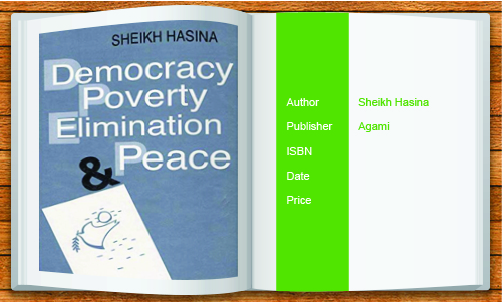 SHEIKH HASINA
Democracy
Poverty
Elimination
& Peace
Author Sheikh Hasina
Publisher Agami
ISBN
Date
Price